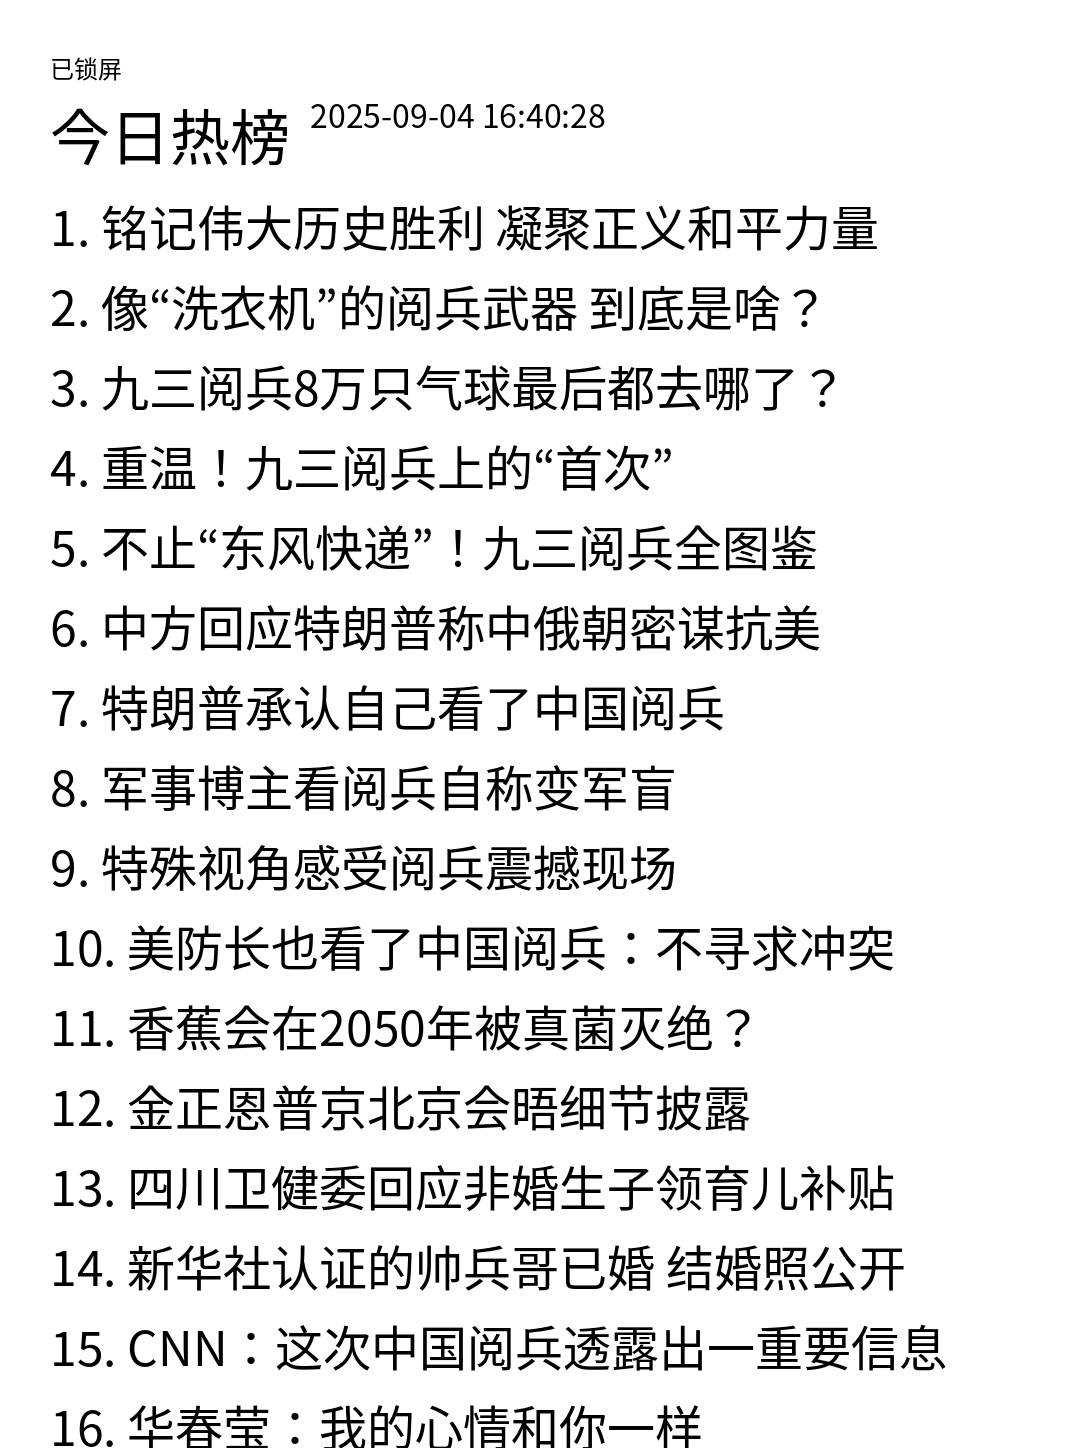 已锁屏
今日热榜 2025-09-04 16:40:28
1. 铭记伟大历史胜利 凝聚正义和平力量
2. 像“洗衣机”的阅兵武器 到底是啥？
3. 九三阅兵8万只气球最后都去哪了？
4. 重温！九三阅兵上的“首次”
5. 不止“东风快递”！九三阅兵全图鉴
6. 中方回应特朗普称中俄朝密谋抗美
7. 特朗普承认自己看了中国阅兵
8. 军事博主看阅兵自称变军盲
9. 特殊视角感受阅兵震撼现场
10. 美防长也看了中国阅兵：不寻求冲突
11. 香蕉会在2050年被真菌灭绝？
12. 金正恩普京北京会晤细节披露
13. 四川卫健委回应非婚生子领育儿补贴
14. 新华社认证的帅兵哥已婚 结婚照公开
15. CNN：这次中国阅兵透露出一重要信息
16. 华春莹：我的心情和你一样